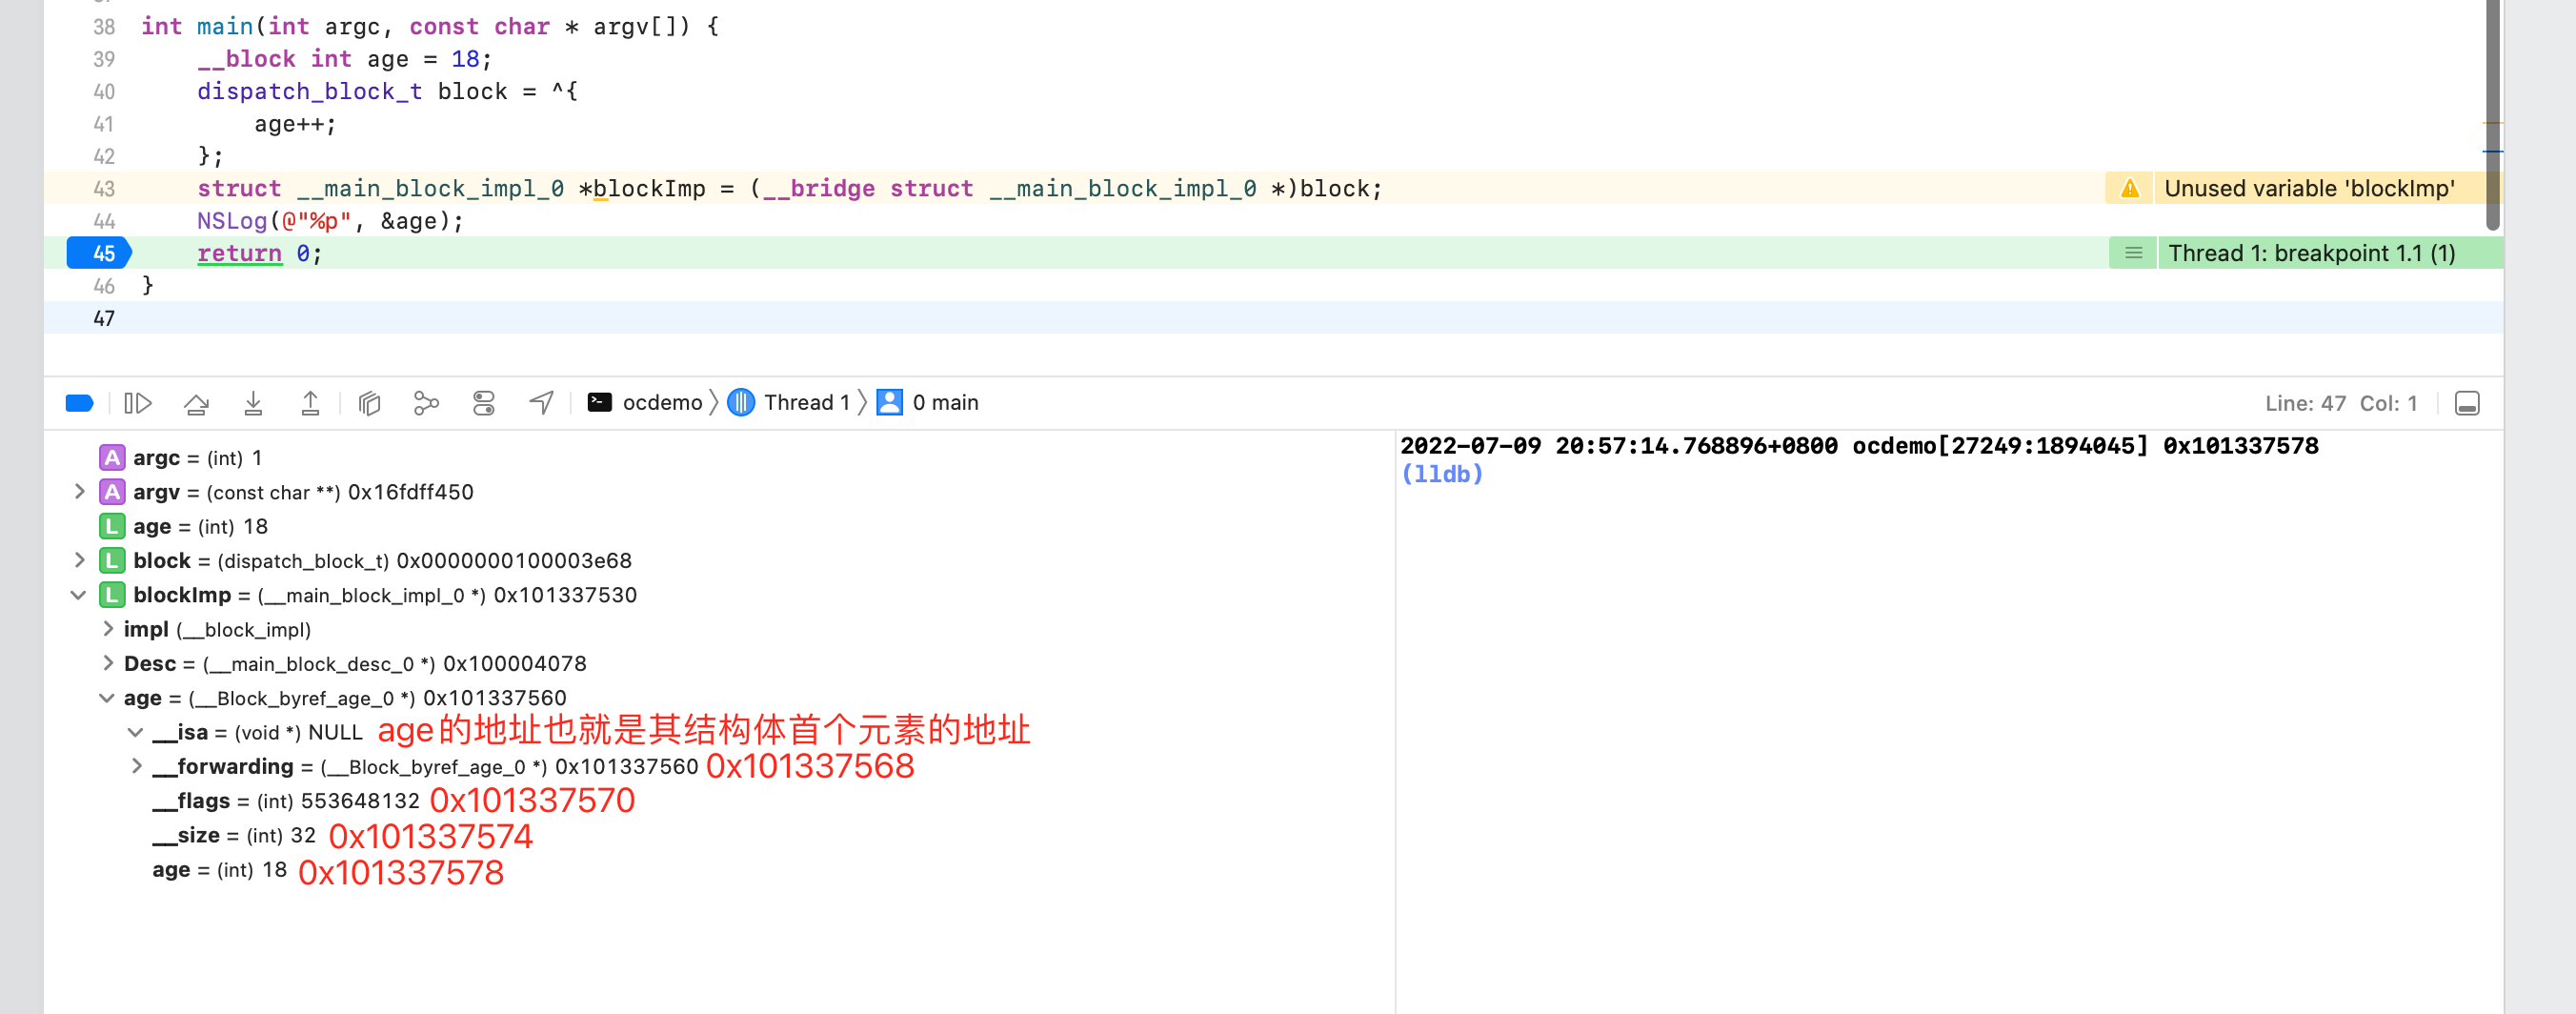 38 int main(int argc, const char * argv[]) {
39 __block int age = 18;
40 dispatch_block_t block = ^{
41 age++;
42 };
43 struct __main_block_impl_0 *blockImp = (__bridge struct __main_block_impl_0 *)block; Unused variable 'blockImp'
44 NSLog(@"%p", &age);
45 return 0; Thread 1: breakpoint 1.1 (1)
46 }
47
ocdemo Thread 1 0 main Line: 47 Col: 1
A argc = (int) 1
A argv = (const char **) 0x16fdff450
L age = (int) 18
L block = (dispatch_block_t) 0x0000000100003e68
L blockImp = (__main_block_impl_0 *) 0x101337530
impl (__block_impl)
Desc = (__main_block_desc_0 *) 0x100004078
age = (__Block_byref_age_0 *) 0x101337560
__isa = (void *) NULL age的地址也就是其结构体首个元素的地址
__forwarding = (__Block_byref_age_0 *) 0x101337560 0x101337568
__flags = (int) 553648132 0x101337570
__size = (int) 32 0x101337574
age = (int) 18 0x101337578
2022-07-09 20:57:14.768896+0800 ocdemo[27249:1894045] 0x101337578
(lldb)